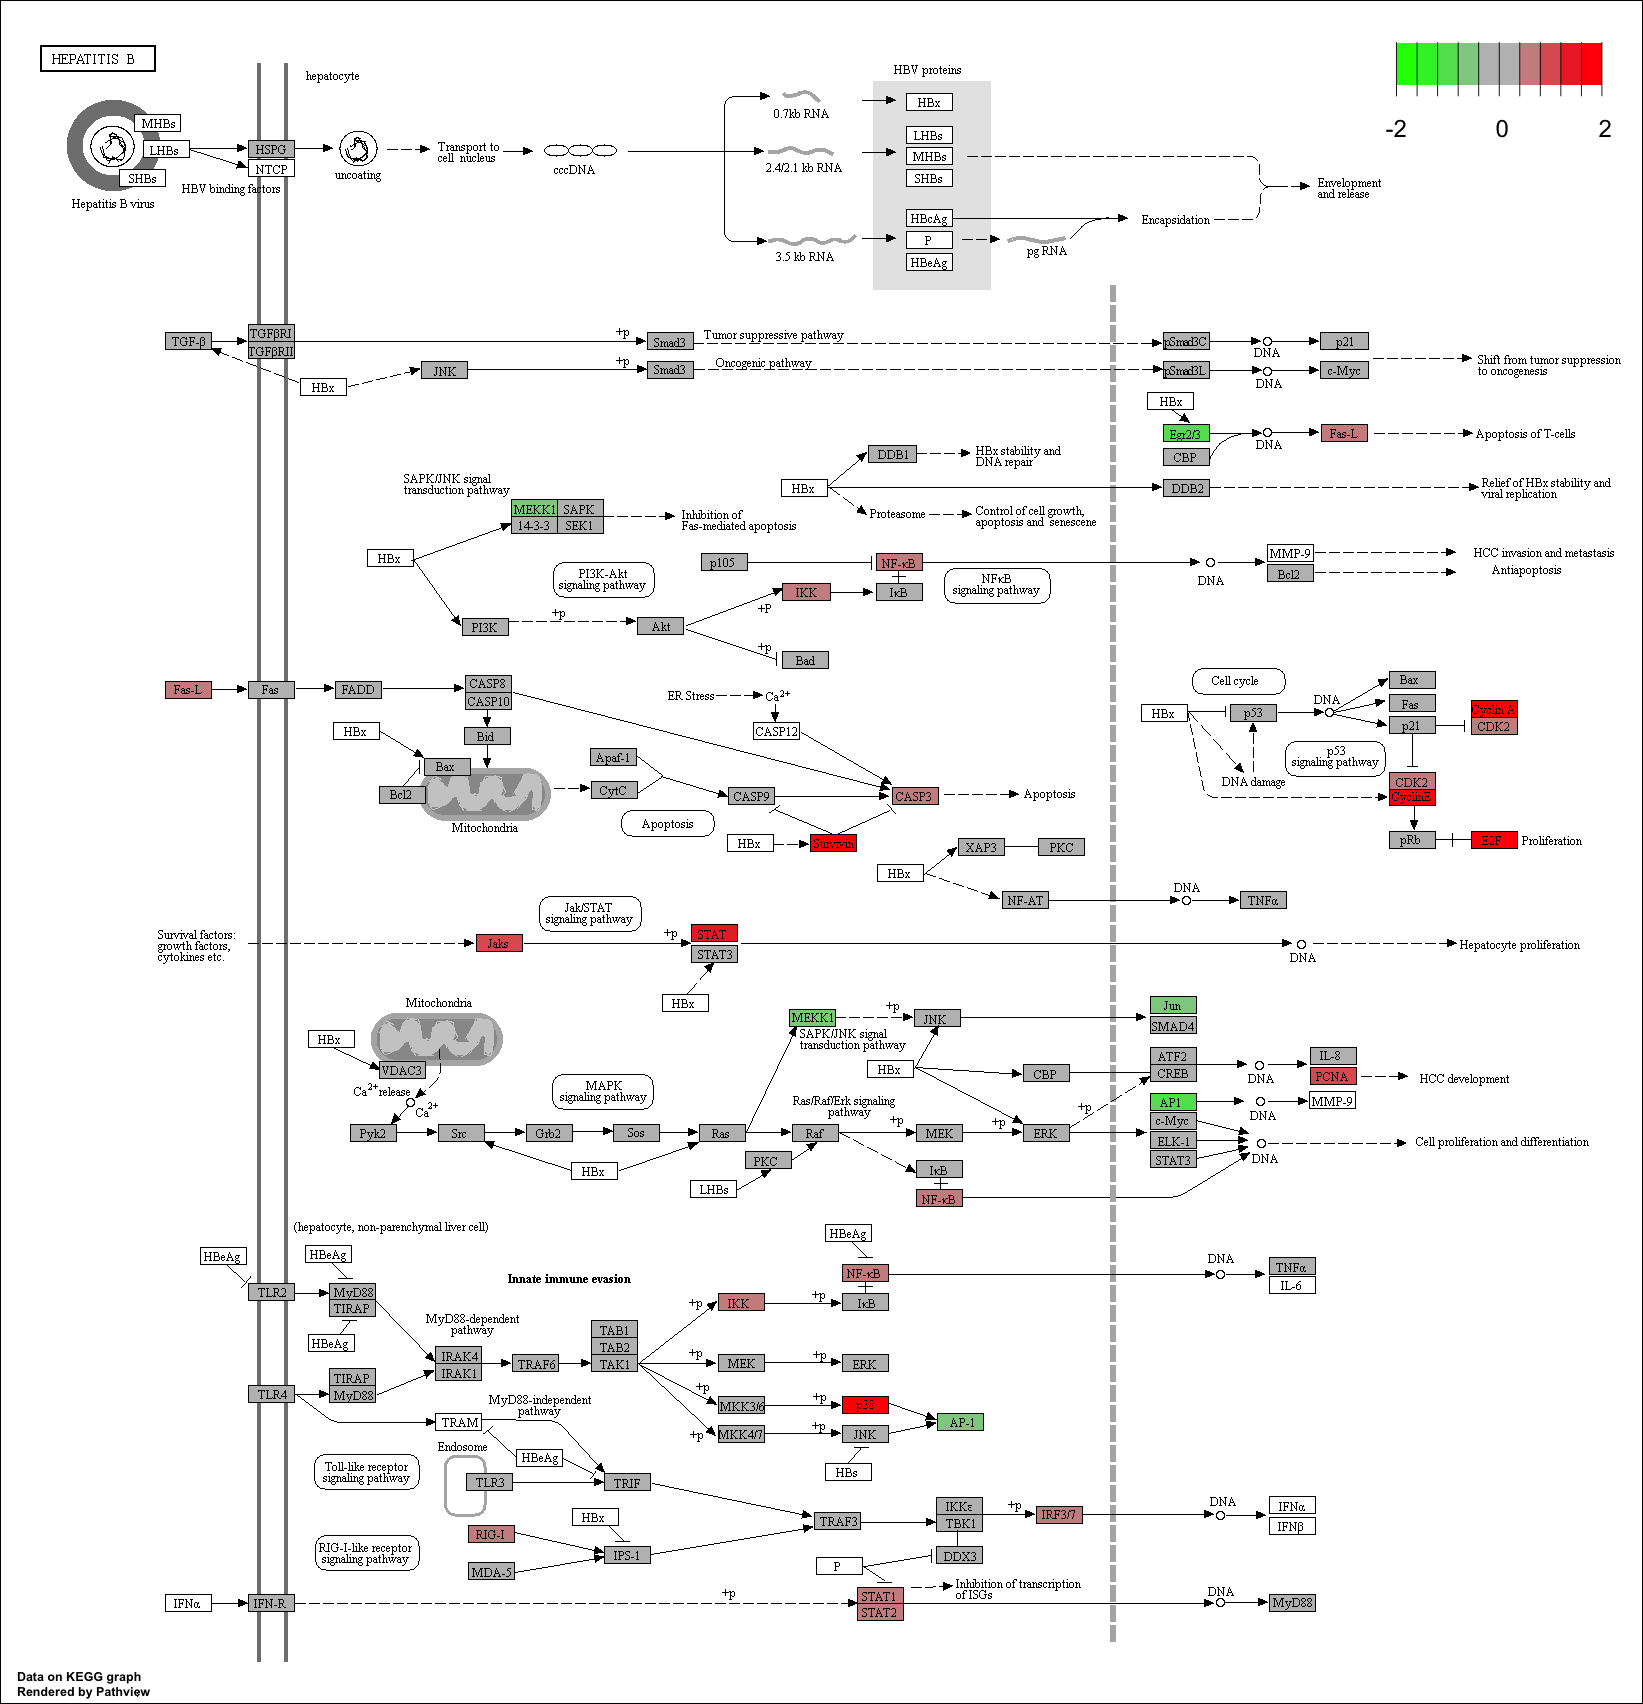 HEPATITIS B
hepatocyte
HBV proteins
-2 0 2
MHBs
LHBs
SHBs
Hepatitis B virus
HSPG
NTCP
HBV binding factors
uncoating
Transport to
cell nucleus
cccDNA
0.7kb RNA
2.4/2.1 kb RNA
3.5 kb RNA
HBx
LHBs
MHBs
SHBs
HBcAg
P
HBeAg
pg RNA
Encapsidation
Envelopment
and release
TGF-β
TGFβRI
TGFβRII
+p
Smad3
Tumor suppressive pathway
pSmad3C
DNA
p21
HBx
JNK
+p
Smad3
Oncogenic pathway
pSmad3L
DNA
c-Myc
Shift from tumor suppression
to oncogenesis
HBx
Egr2/3
CBP
DNA
Fas-L
Apoptosis of T-cells
DDB1
HBx stability and
DNA repair
HBx
DDB2
Relief of HBx stability and
viral replication
Proteasome
Control of cell growth,
apoptosis and senescene
SAPK/JNK signal
transduction pathway
MEKK1
SAPK
14-3-3
SEK1
Inhibition of
Fas-mediated apoptosis
HBx
p105
NF-κB
DNA
MMP-9
Bcl2
HCC invasion and metastasis
Antiapoptosis
PI3K-Akt
signaling pathway
IKK
IκB
NFκB
signaling pathway
+P
PI3K
+p
Akt
+p
Bad
Fas-L
Fas
FADD
CASP8
CASP10
ER Stress
Ca2+
CASP12
HBx
Bid
Bax
Bcl2
Mitochondria
Apaf-1
CytC
CASP9
CASP3
Apoptosis
Apoptosis
HBx
Survivin
Cell cycle
HBx
p53
DNA
Bax
Fas
p21
Cyclin A
CDK2
p53
signaling pathway
DNA damage
CDK2
CyclinE
pRb
E2F
Proliferation
HBx
XAP3
PKC
NF-AT
DNA
TNFα
Jak/STAT
signaling pathway
Survival factors:
growth factors,
cytokines etc.
Jaks
+p
STAT
STAT3
HBx
DNA
Hepatocyte proliferation
Mitochondria
HBx
VDAC3
Ca2+ release
Ca2+
MAPK
signaling pathway
MEKK1
+p
JNK
SAPK/JNK signal
transduction pathway
HBx
CBP
Jun
SMAD4
ATF2
CREB
DNA
IL-8
PCNA
HCC development
AP1
DNA
MMP-9
Ras/Raf/Erk signaling
pathway
Pyk2
Src
Grb2
Sos
Ras
Raf
+p
MEK
+p
ERK
+p
c-Myc
ELK-1
STAT3
DNA
Cell proliferation and differentiation
HBx
PKC
LHBs
IκB
NF-κB
(hepatocyte, non-parenchymal liver cell)
HBeAg
HBeAg
TLR2
MyD88
TIRAP
HBeAg
Innate immune evasion
HBeAg
NF-κB
IκB
DNA
TNFα
IL-6
MyD88-dependent
pathway
+p
IKK
+p
TLR4
TIRAP
MyD88
IRAK4
IRAK1
TRAF6
TAB1
TAB2
TAK1
+p
MEK
+p
ERK
+p
MKK3/6
+p
p38
+p
MKK4/7
+p
JNK
AP-1
HBs
TRAM
MyD88-independent
pathway
Endosome
HBeAg
TLR3
TRIF
Toll-like receptor
signaling pathway
RIG-I
HBx
IPS-1
MDA-5
RIG-I-like receptor
signaling pathway
TRAF3
IKKε
TBK1
DDX3
+p
IRF3/7
DNA
IFNα
IFNβ
P
IFNα
IFN-R
+p
STAT1
STAT2
Inhibition of transcription
of ISGs
DNA
MyD88
Data on KEGG graph
Rendered by Pathview